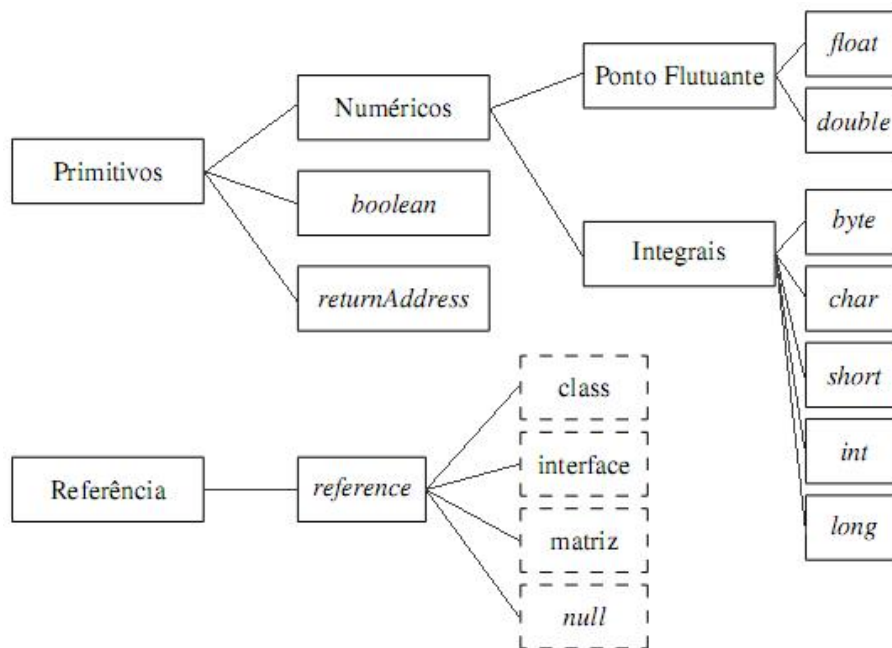 Primitivos
Numéricos
boolean
returnAddress
Ponto Flutuante
Integrais
float
double
byte
char
short
int
long
Referência
reference
class
interface
matriz
null